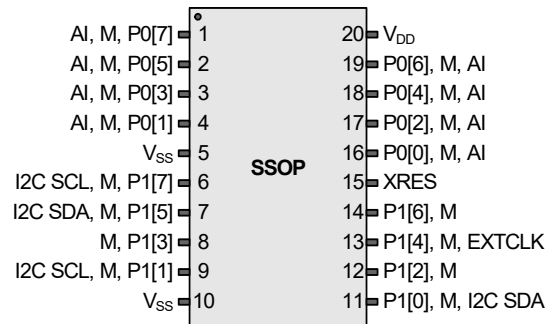 AI, M, P0[7] 1 20 VDD
AI, M, P0[5] 2 19 P0[6], M, AI
AI, M, P0[3] 3 18 P0[4], M, AI
AI, M, P0[1] 4 17 P0[2], M, AI
VSS 5 16 P0[0], M, AI
SSOP
I2C SCL, M, P1[7] 6 15 XRES
I2C SDA, M, P1[5] 7 14 P1[6], M
M, P1[3] 8 13 P1[4], M, EXTCLK
I2C SCL, M, P1[1] 9 12 P1[2], M
VSS 10 11 P1[0], M, I2C SDA